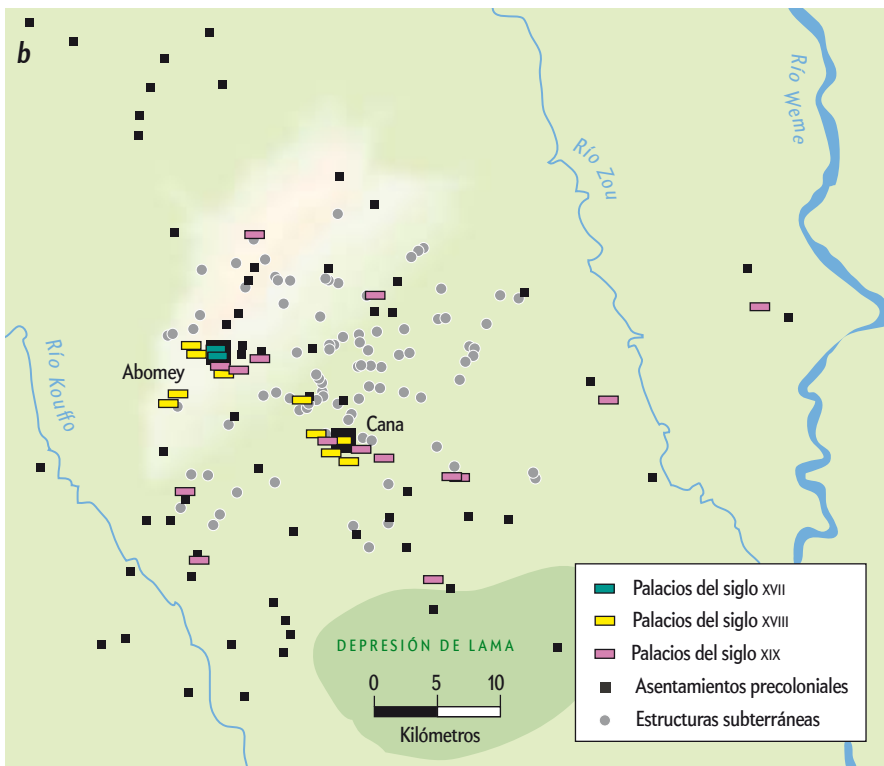 b
Río Weme
Río Zou
Río Kouffo
Abomey
Cana
DEPRESIÓN DE LAMA
0 5 10
Kilómetros
Palacios del siglo XVII
Palacios del siglo XVIII
Palacios del siglo XIX
Asentamientos precoloniales
Estructuras subterráneas